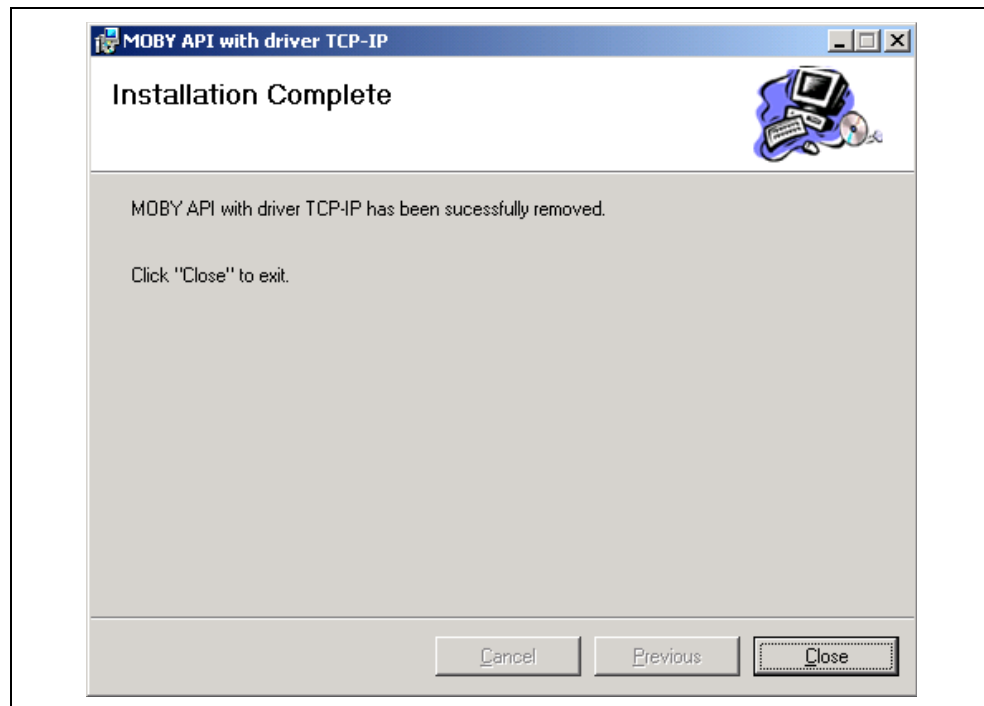 MOBY API with driver TCP-IP
Installation Complete
MOBY API with driver TCP-IP has been sucessfully removed.
Click "Close" to exit.
Cancel
Previous
Close